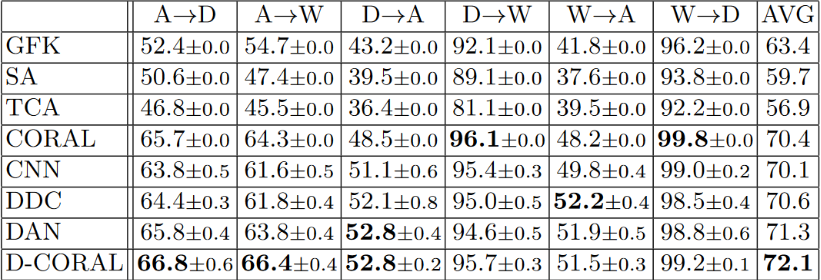 A→D A→W D→A D→W W→A W→D AVG
GFK 52.4±0.0 54.7±0.0 43.2±0.0 92.1±0.0 41.8±0.0 96.2±0.0 63.4
SA 50.6±0.0 47.4±0.0 39.5±0.0 89.1±0.0 37.6±0.0 93.8±0.0 59.7
TCA 46.8±0.0 45.5±0.0 36.4±0.0 81.1±0.0 39.5±0.0 92.2±0.0 56.9
CORAL 65.7±0.0 64.3±0.0 48.5±0.0 96.1±0.0 48.2±0.0 99.8±0.0 70.4
CNN 63.8±0.5 61.6±0.5 51.1±0.6 95.4±0.3 49.8±0.4 99.0±0.2 70.1
DDC 64.4±0.3 61.8±0.4 52.1±0.8 95.0±0.5 52.2±0.4 98.5±0.4 70.6
DAN 65.8±0.4 63.8±0.4 52.8±0.4 94.6±0.5 51.9±0.5 98.8±0.6 71.3
D-CORAL 66.8±0.6 66.4±0.4 52.8±0.2 95.7±0.3 51.5±0.3 99.2±0.1 72.1